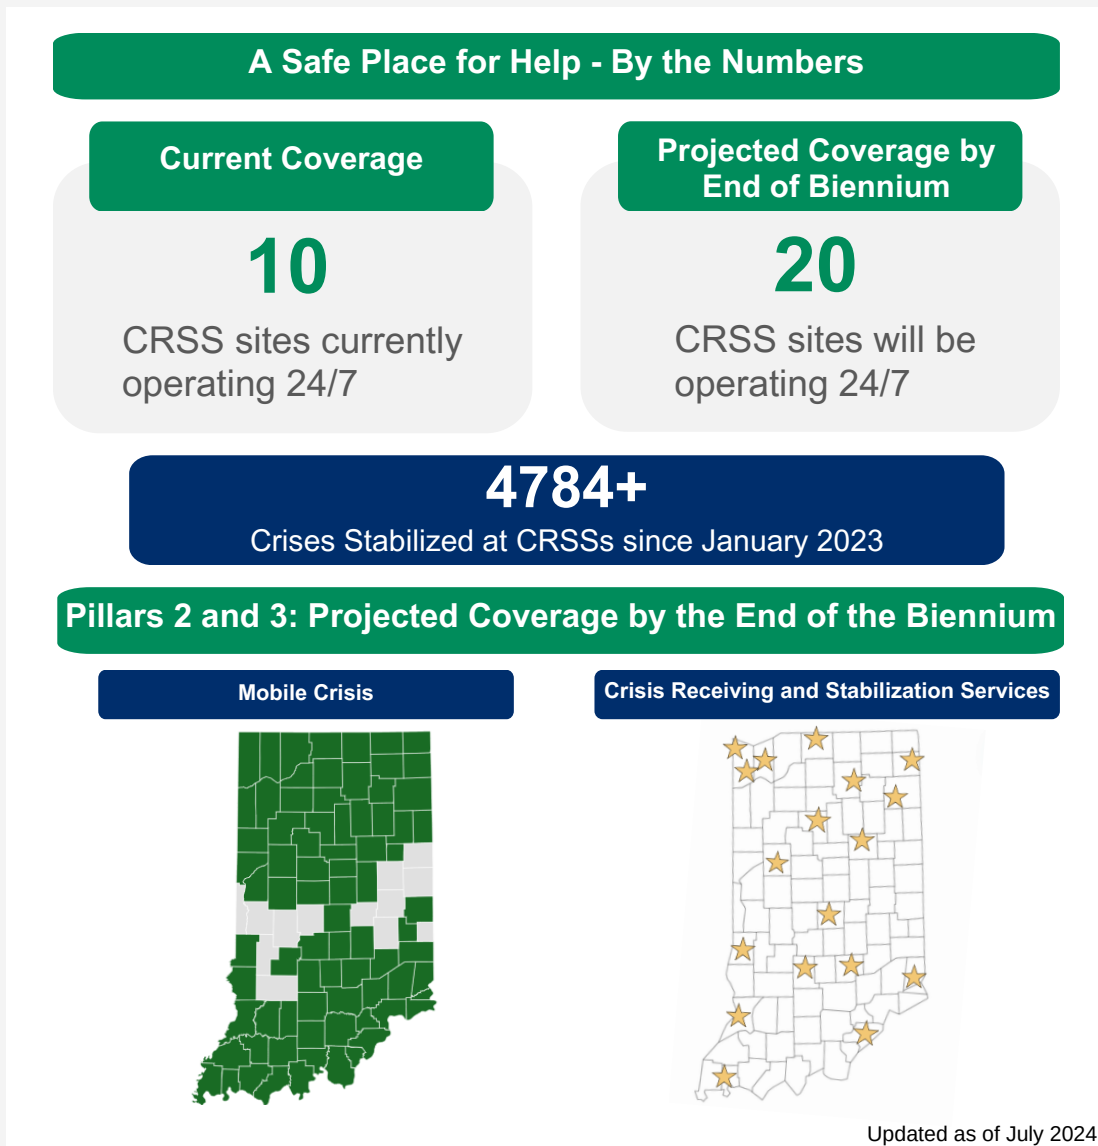 A Safe Place for Help - By the Numbers
Current Coverage
10
CRSS sites currently
operating 24/7
Projected Coverage by
End of Biennium
20
CRSS sites will be
operating 24/7
4784+
Crises Stabilized at CRSSs since January 2023
Pillars 2 and 3: Projected Coverage by the End of the Biennium
Mobile Crisis
Crisis Receiving and Stabilization Services
Updated as of July 2024